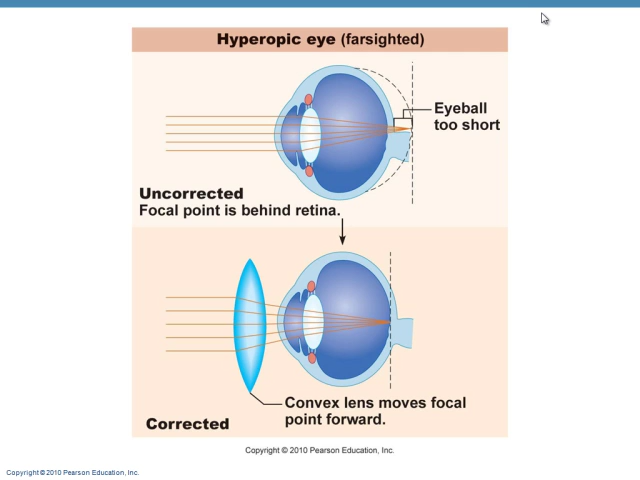 Hyperopic eye (farsighted)
Eyeball
too short
Uncorrected
Focal point is behind retina.
Convex lens moves focal
point forward.
Corrected
Copyright © 2010 Pearson Education, Inc.
Copyright © 2010 Pearson Education, Inc.